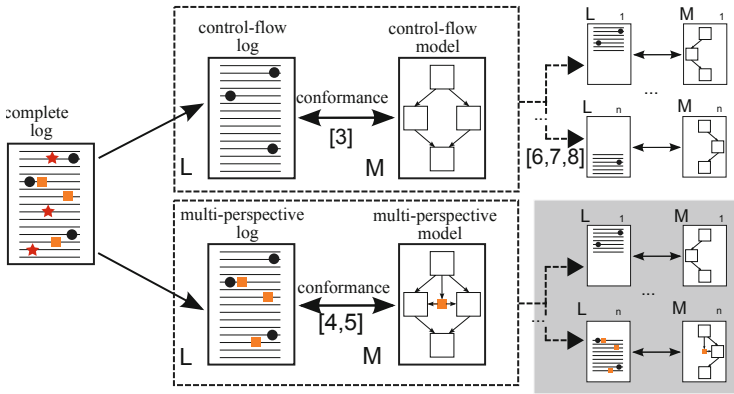 complete
log
control-flow
log
control-flow
model
conformance
[3]
L
M
multi-perspective
log
multi-perspective
model
conformance
[4,5]
L
M
...
[6,7,8]
L 1
M 1
...
L n
M n
...
L 1
M 1
...
L n
M n